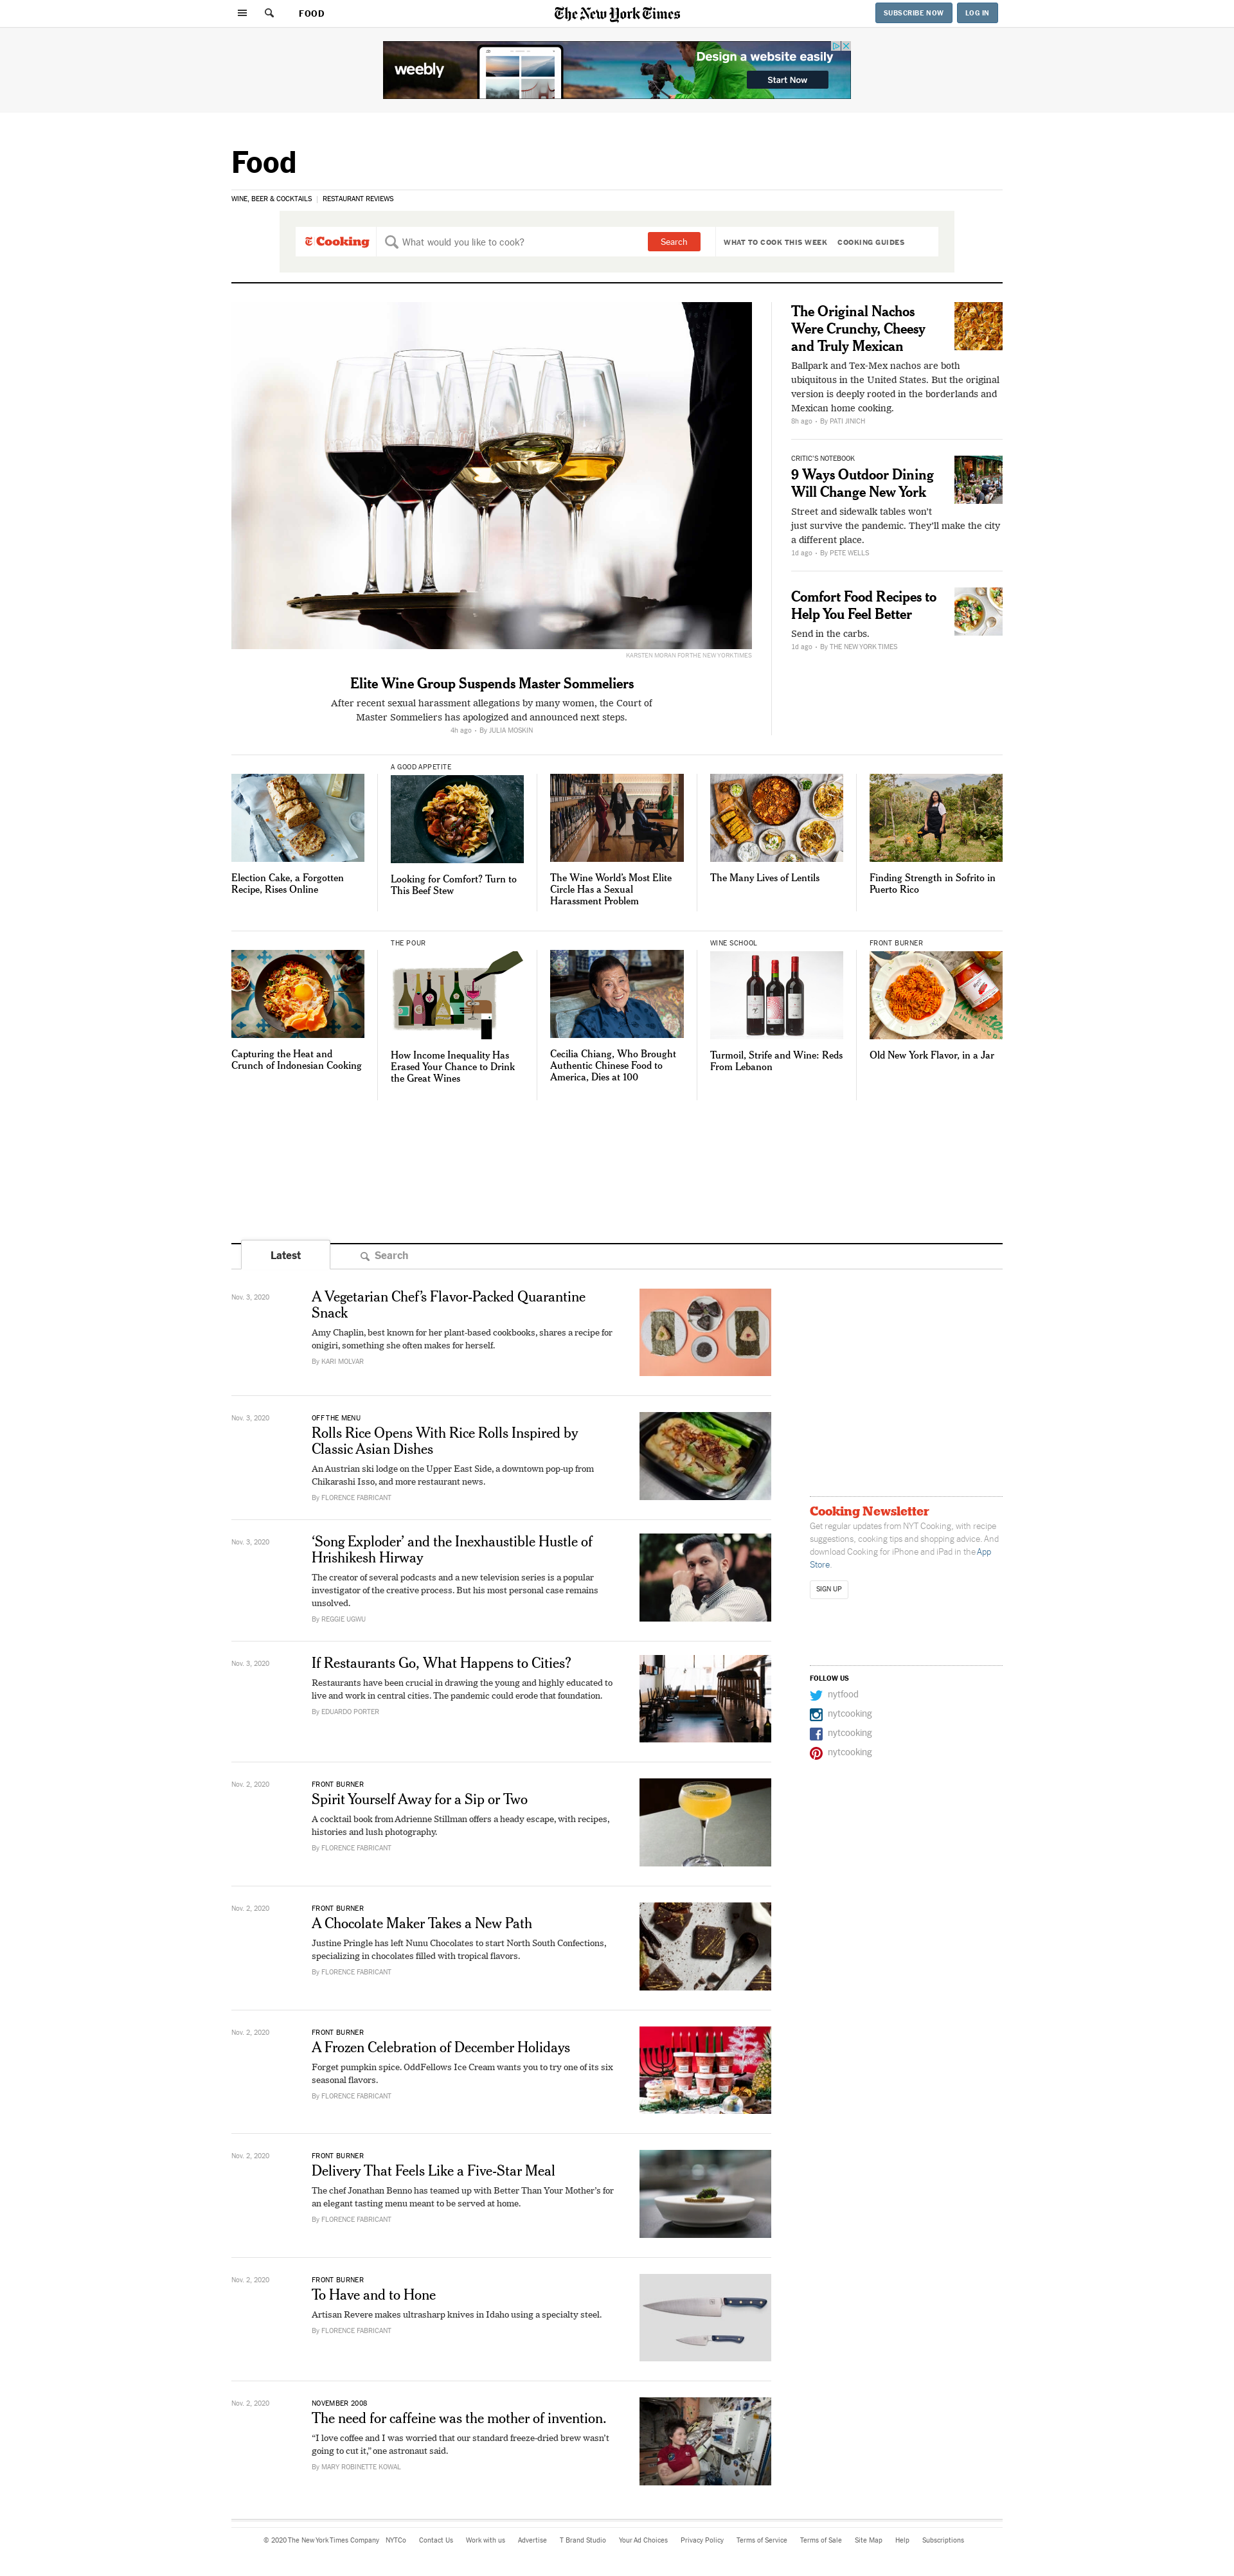 FOOD
The New York Times
SUBSCRIBE NOW
LOG IN
weebly
Design a website easily
Start Now
Food
WINE, BEER & COCKTAILS | RESTAURANT REVIEWS
T Cooking
What would you like to cook?
Search
WHAT TO COOK THIS WEEK
COOKING GUIDES
The Original Nachos
Were Crunchy, Cheesy
and Truly Mexican
Ballpark and Tex-Mex nachos are both
ubiquitous in the United States. But the original
version is deeply rooted in the borderlands and
Mexican home cooking.
8h ago • By PATI JINICH
CRITIC'S NOTEBOOK
9 Ways Outdoor Dining
Will Change New York
Street and sidewalk tables won't
just survive the pandemic. They'll make the city
a different place.
1d ago • By PETE WELLS
Comfort Food Recipes to
Help You Feel Better
Send in the carbs.
1d ago • By THE NEW YORK TIMES
KARSTEN MORAN FOR THE NEW YORK TIMES
Elite Wine Group Suspends Master Sommeliers
After recent sexual harassment allegations by many women, the Court of
Master Sommeliers has apologized and announced next steps.
4h ago • By JULIA MOSKIN
Election Cake, a Forgotten
Recipe, Rises Online
A GOOD APPETITE
Looking for Comfort? Turn to
This Beef Stew
The Wine World's Most Elite
Circle Has a Sexual
Harassment Problem
The Many Lives of Lentils
Finding Strength in Sofrito in
Puerto Rico
Capturing the Heat and
Crunch of Indonesian Cooking
THE POUR
How Income Inequality Has
Erased Your Chance to Drink
the Great Wines
Cecilia Chiang, Who Brought
Authentic Chinese Food to
America, Dies at 100
WINE SCHOOL
Turmoil, Strife and Wine: Reds
From Lebanon
FRONT BURNER
Old New York Flavor, in a Jar
Latest
Search
Nov. 3, 2020
A Vegetarian Chef's Flavor-Packed Quarantine
Snack
Amy Chaplin, best known for her plant-based cookbooks, shares a recipe for
onigiri, something she often makes for herself.
By KARI MOLVAR
Nov. 3, 2020
OFF THE MENU
Rolls Rice Opens With Rice Rolls Inspired by
Classic Asian Dishes
An Austrian ski lodge on the Upper East Side, a downtown pop-up from
Chikarashi Isso, and more restaurant news.
By FLORENCE FABRICANT
Nov. 3, 2020
‘Song Exploder’ and the Inexhaustible Hustle of
Hrishikesh Hirway
The creator of several podcasts and a new television series is a popular
investigator of the creative process. But his most personal case remains
unsolved.
By REGGIE UGWU
Nov. 3, 2020
If Restaurants Go, What Happens to Cities?
Restaurants have been crucial in drawing the young and highly educated to
live and work in central cities. The pandemic could erode that foundation.
By EDUARDO PORTER
Nov. 2, 2020
FRONT BURNER
Spirit Yourself Away for a Sip or Two
A cocktail book from Adrienne Stillman offers a heady escape, with recipes,
histories and lush photography.
By FLORENCE FABRICANT
Nov. 2, 2020
FRONT BURNER
A Chocolate Maker Takes a New Path
Justine Pringle has left Nunu Chocolates to start North South Confections,
specializing in chocolates filled with tropical flavors.
By FLORENCE FABRICANT
Nov. 2, 2020
FRONT BURNER
A Frozen Celebration of December Holidays
Forget pumpkin spice. OddFellows Ice Cream wants you to try one of its six
seasonal flavors.
By FLORENCE FABRICANT
Nov. 2, 2020
FRONT BURNER
Delivery That Feels Like a Five-Star Meal
The chef Jonathan Benno has teamed up with Better Than Your Mother's for
an elegant tasting menu meant to be served at home.
By FLORENCE FABRICANT
Nov. 2, 2020
FRONT BURNER
To Have and to Hone
Artisan Revere makes ultrasharp knives in Idaho using a specialty steel.
By FLORENCE FABRICANT
Nov. 2, 2020
NOVEMBER 2008
The need for caffeine was the mother of invention.
“I love coffee and I was worried that our standard freeze-dried brew wasn't
going to cut it,” one astronaut said.
By MARY ROBINETTE KOWAL
Cooking Newsletter
Get regular updates from NYT Cooking, with recipe
suggestions, cooking tips and shopping advice. And
download Cooking for iPhone and iPad in the App
Store.
SIGN UP
FOLLOW US
nytfood
nytcooking
nytcooking
nytcooking
© 2020 The New York Times Company NYTCo Contact Us Work with us Advertise T Brand Studio Your Ad Choices Privacy Policy Terms of Service Terms of Sale Site Map Help Subscriptions